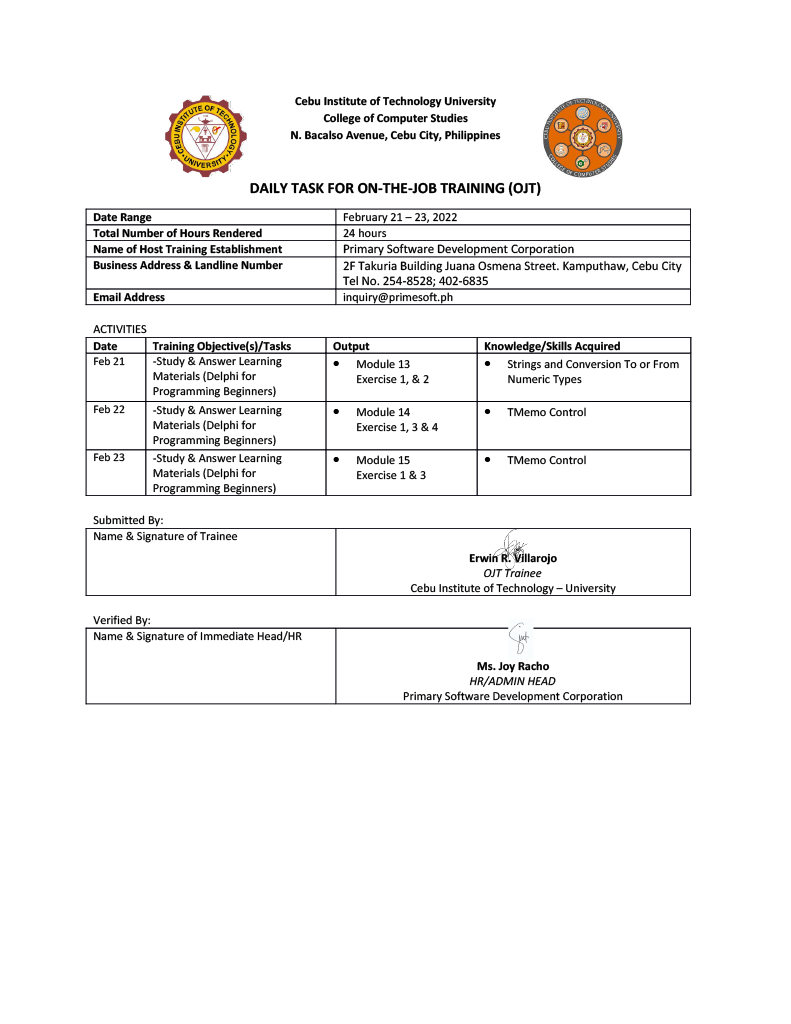 Cebu Institute of Technology University
College of Computer Studies
N. Bacalso Avenue, Cebu City, Philippines
CEBU INSTITUTE OF TECHNOLOGY
UNIVERSITY
DAILY TASK FOR ON-THE-JOB TRAINING (OJT)
Date Range February 21 – 23, 2022
Total Number of Hours Rendered 24 hours
Name of Host Training Establishment Primary Software Development Corporation
Business Address & Landline Number 2F Takuria Building Juana Osmena Street. Kamputhaw, Cebu City
Tel No. 254-8528; 402-6835
Email Address inquiry@primesoft.ph
ACTIVITIES
Date Training Objective(s)/Tasks Output Knowledge/Skills Acquired
Feb 21 -Study & Answer Learning • Module 13 • Strings and Conversion To or From
Materials (Delphi for Exercise 1, & 2 Numeric Types
Programming Beginners)
Feb 22 -Study & Answer Learning • Module 14 • TMemo Control
Materials (Delphi for Exercise 1, 3 & 4
Programming Beginners)
Feb 23 -Study & Answer Learning • Module 15 • TMemo Control
Materials (Delphi for Exercise 1 & 3
Programming Beginners)
Submitted By:
Name & Signature of Trainee
Erwin R. Villarojo
OJT Trainee
Cebu Institute of Technology – University
Verified By:
Name & Signature of Immediate Head/HR
Ms. Joy Racho
HR/ADMIN HEAD
Primary Software Development Corporation